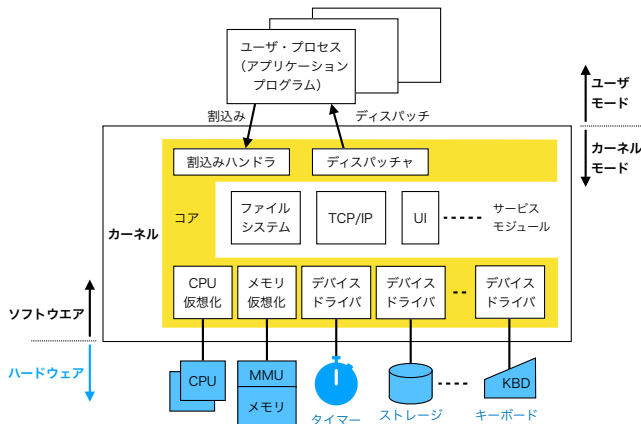 ユーザ・プロセス
（アプリケーション
プログラム）
割込み
ディスパッチ
ユーザ
モード
カーネル
モード
割込みハンドラ
ディスパッチャ
カーネル
コア
ファイル
システム
TCP/IP
UI
サービス
モジュール
CPU
仮想化
メモリ
仮想化
デバイス
ドライバ
デバイス
ドライバ
デバイス
ドライバ
ソフトウエア
ハードウェア
CPU
MMU
メモリ
タイマー
ストレージ
KBD
キーボード